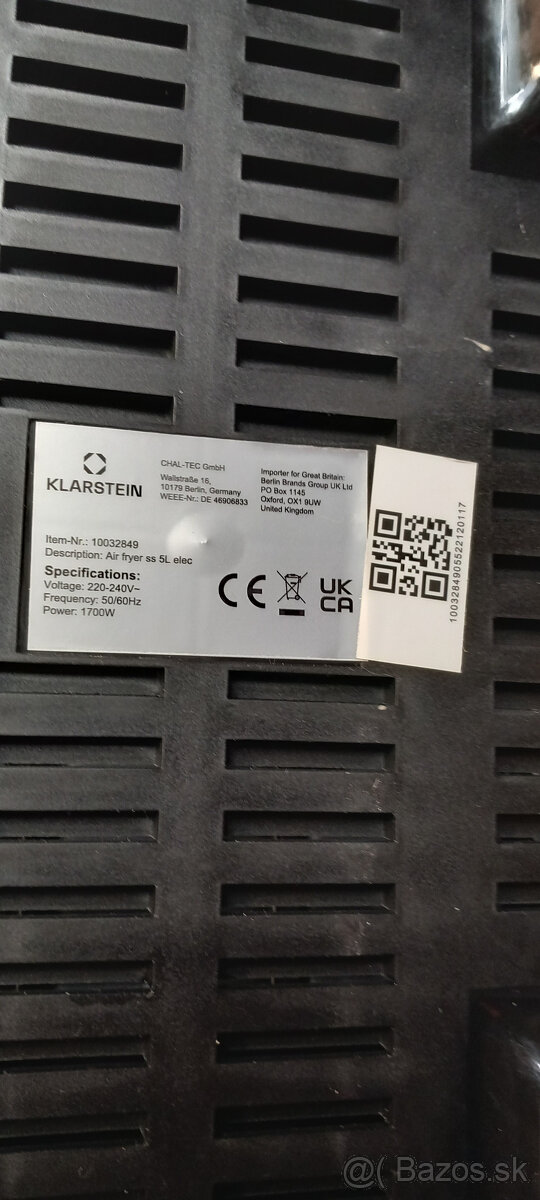 KLARSTEIN
CHAL-TEC GmbH
Wallstraße 16,
10179 Berlin, Germany
WEEE-Nr.: DE 46906833
Importer for Great Britain:
Berlin Brands Group UK Ltd
PO Box 1145
Oxford, OX1 9UW
United Kingdom
Item-Nr.: 10032849
Description: Air fryer ss 5L elec
Specifications:
Voltage: 220-240V~
Frequency: 50/60Hz
Power: 1700W
CE
UK
CA
1003284905522120117
@( Bazos.sk